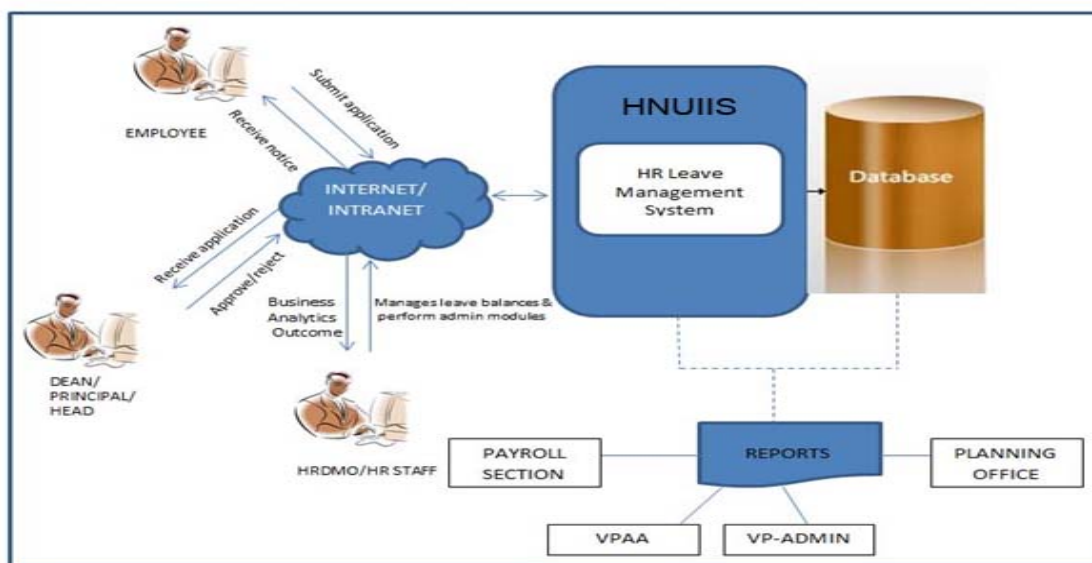 EMPLOYEE
Submit application
Receive notice
INTERNET/
INTRANET
HNUIIS
HR Leave
Management
System
Database
Receive application
Approve/reject
Business
Analytics
Outcome
Manages leave balances &
perform admin modules
DEAN/
PRINCIPAL/
HEAD
HRDMO/HR STAFF
PAYROLL
SECTION
REPORTS
PLANNING
OFFICE
VPAA
VP-ADMIN